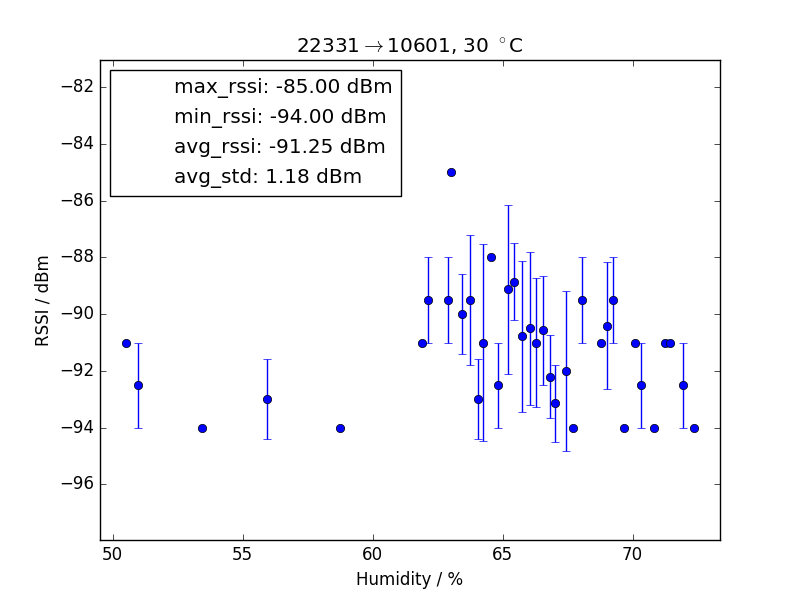 22331→10601, 30 °C
max_rssi: -85.00 dBm
min_rssi: -94.00 dBm
avg_rssi: -91.25 dBm
avg_std: 1.18 dBm
RSSI / dBm
−82
−84
−86
−88
−90
−92
−94
−96
50 55 60 65 70
Humidity / %